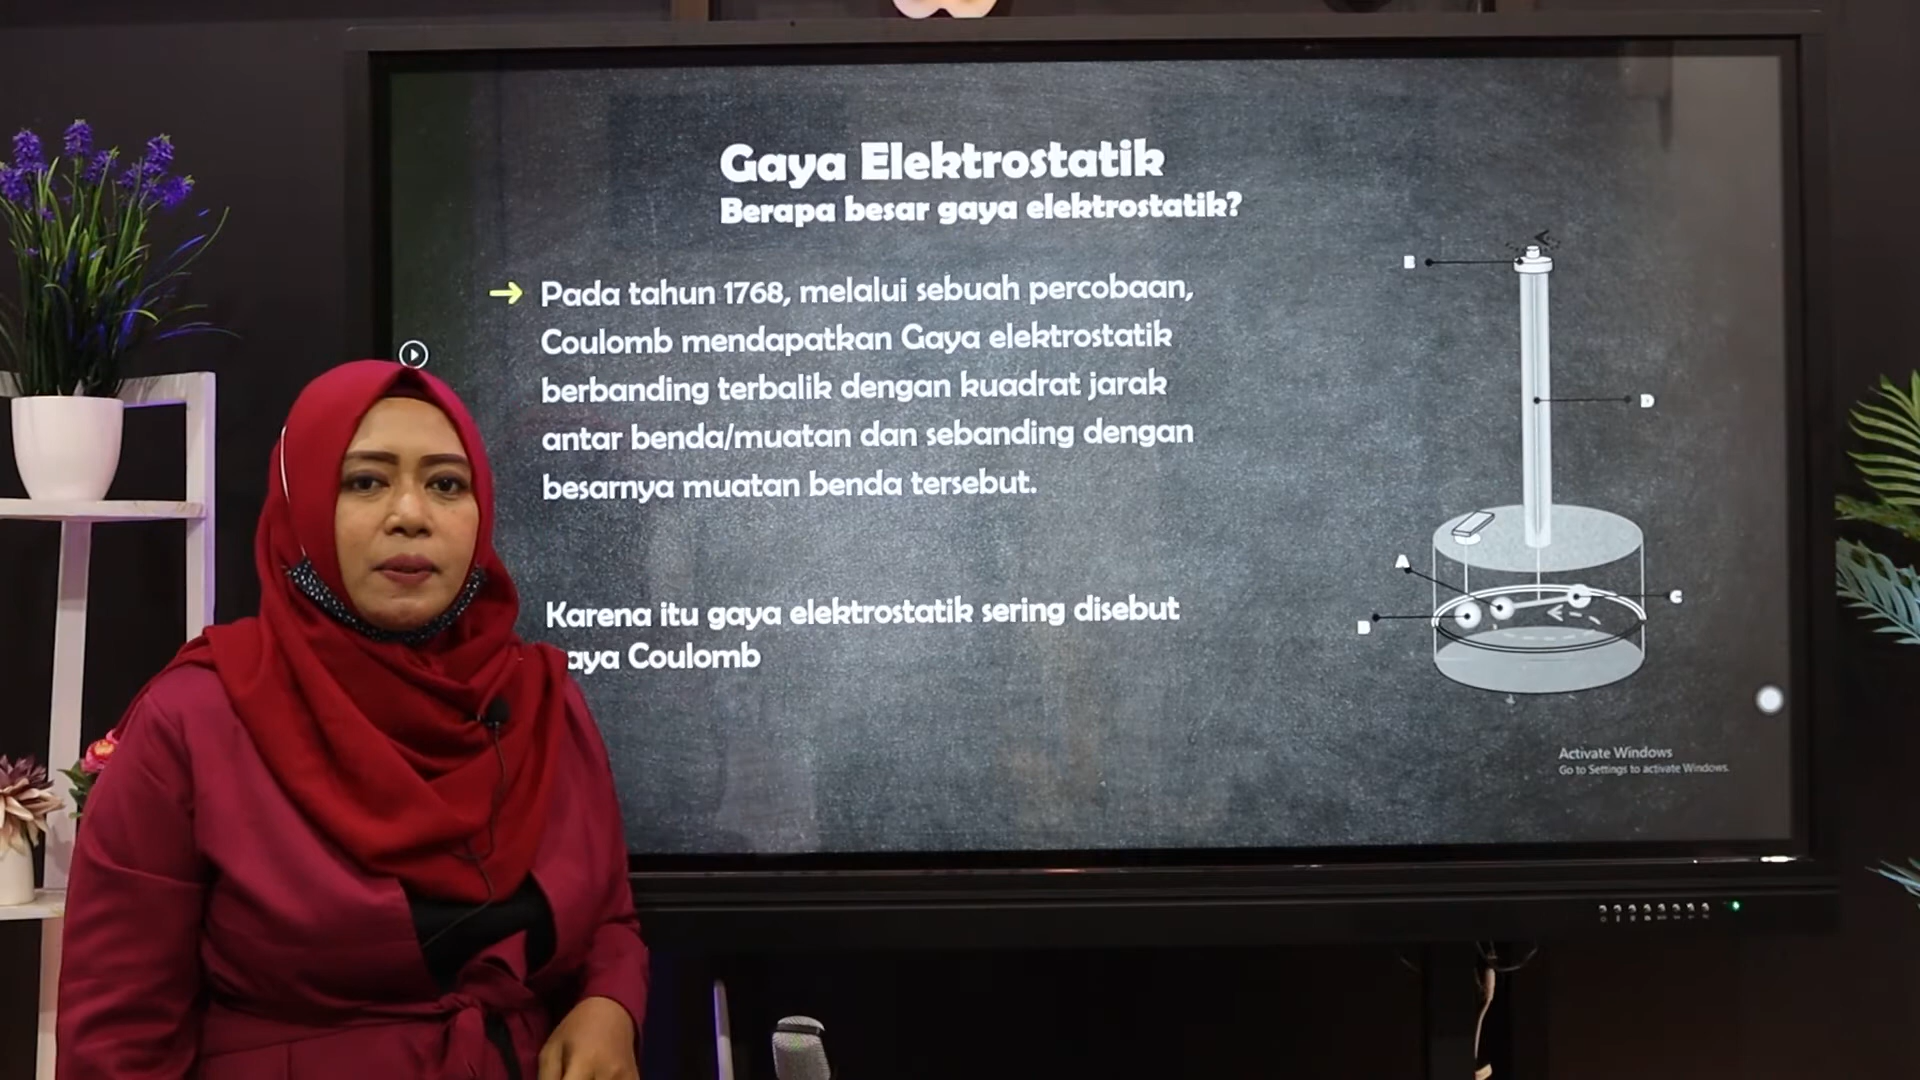 Gaya Elektrostatik
Berapa besar gaya elektrostatik?
Pada tahun 1768, melalui sebuah percobaan,
Coulomb mendapatkan Gaya elektrostatik
berbanding terbalik dengan kuadrat jarak
antar benda/muatan dan sebanding dengan
besarnya muatan benda tersebut.
Karena itu gaya elektrostatik sering disebut
aya Coulomb
E
D
A
C
B
Activate Windows
Go to Settings to activate Windows.